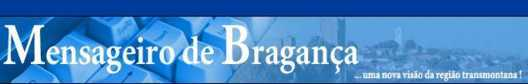 Mensageiro de Bragança
... uma nova visão da região transmontana !